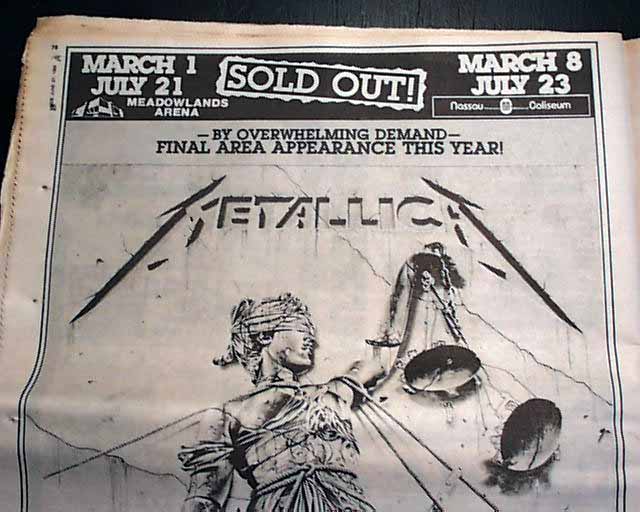 MARCH 1
JULY 21
MEADOWLANDS
ARENA
SOLD OUT!
MARCH 8
JULY 23
Nassau Coliseum
—BY OVERWHELMING DEMAND—
FINAL AREA APPEARANCE THIS YEAR!
METALLICA